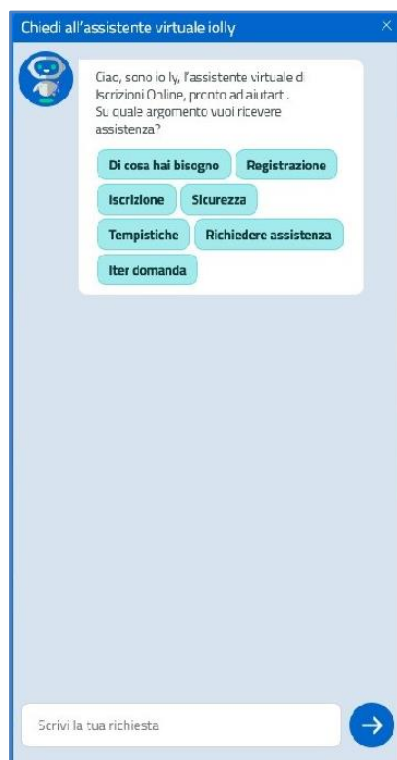 Chiedi all'assistente virtuale iolly
Ciao, sono iolly, l'assistente virtuale di
Iscrizioni Online, pronto ad aiutarti.
Su quale argomento vuoi ricevere
assistenza?
Di cosa hai bisogno Registrazione
Iscrizione Sicurezza
Tempistiche Richiedere assistenza
Iter domanda
Scrivi la tua richiesta